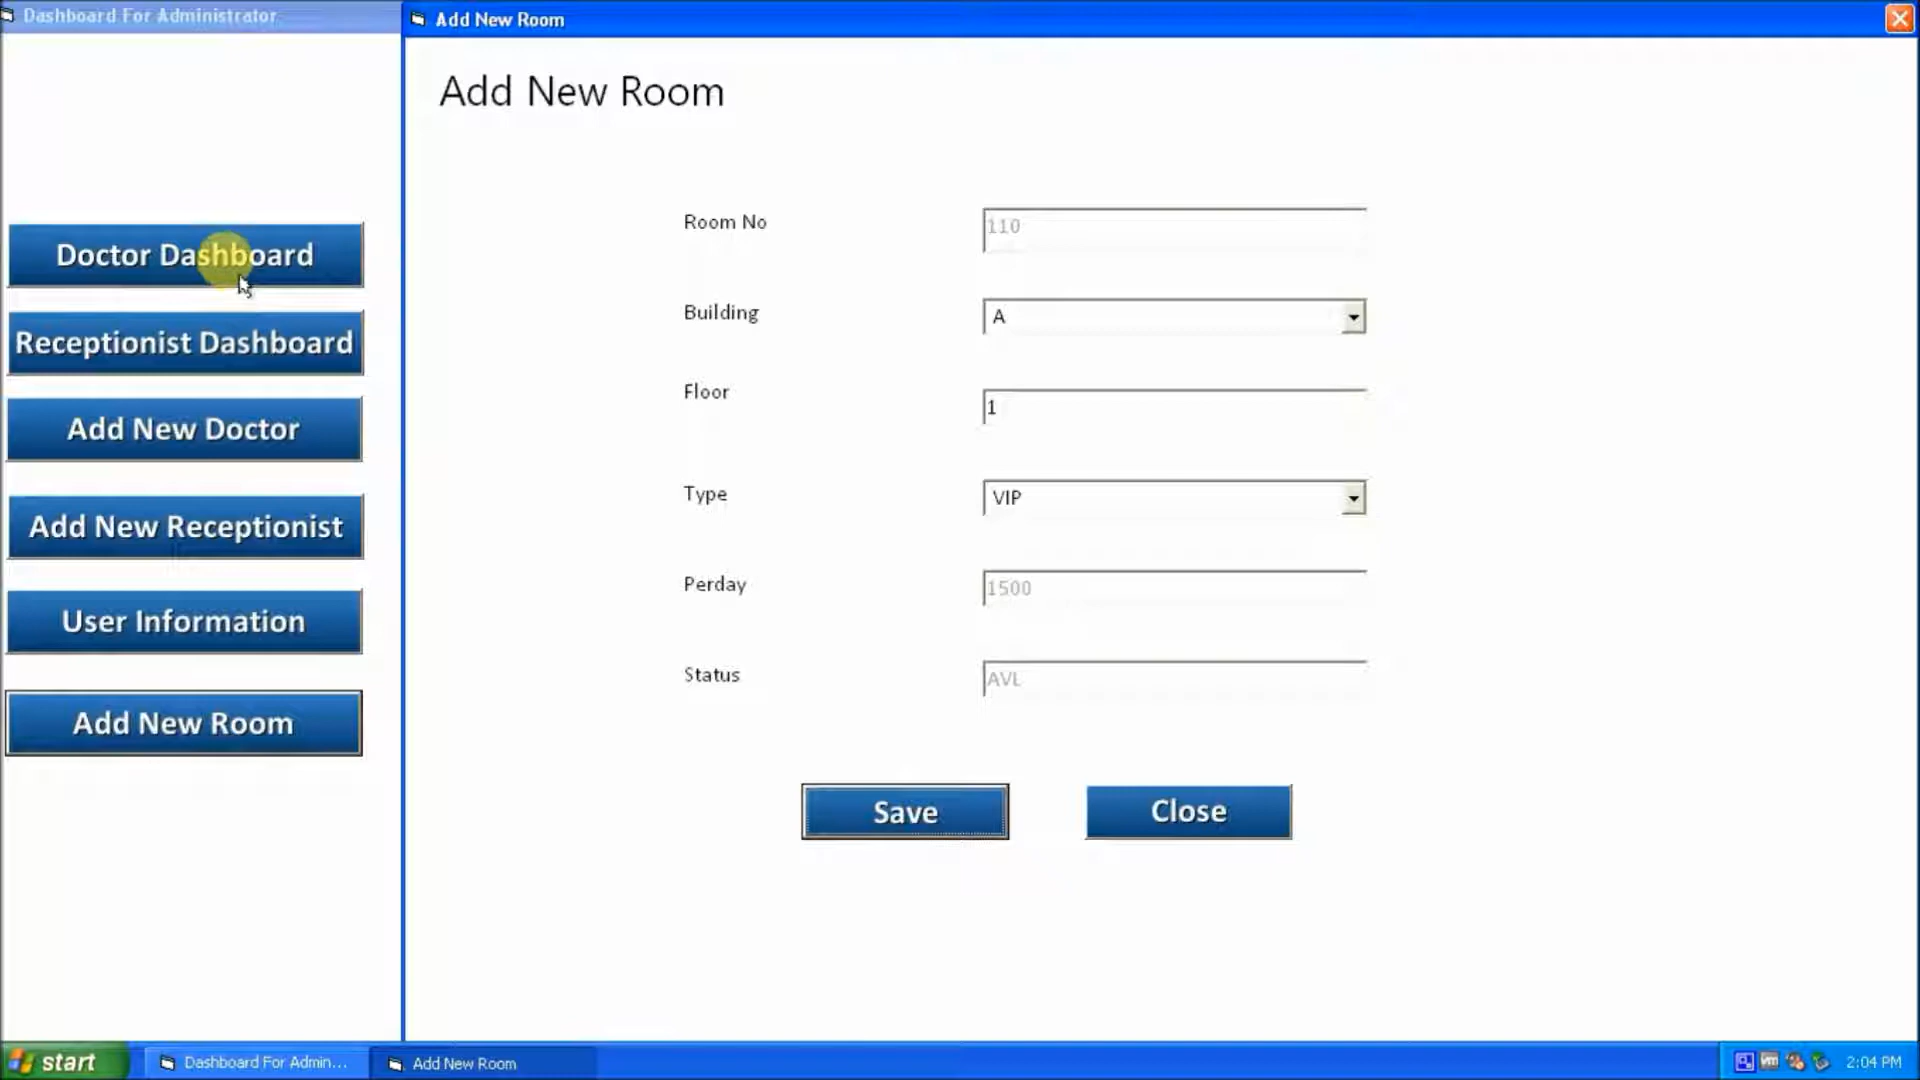 Dashboard For Administrator
Add New Room
Add New Room
Doctor Dashboard
Receptionist Dashboard
Add New Doctor
Add New Receptionist
User Information
Add New Room
Room No
110
Building
A
Floor
1
Type
VIP
Perday
1500
Status
AVL
Save
Close
start
Dashboard For Admin...
Add New Room
2:04 PM